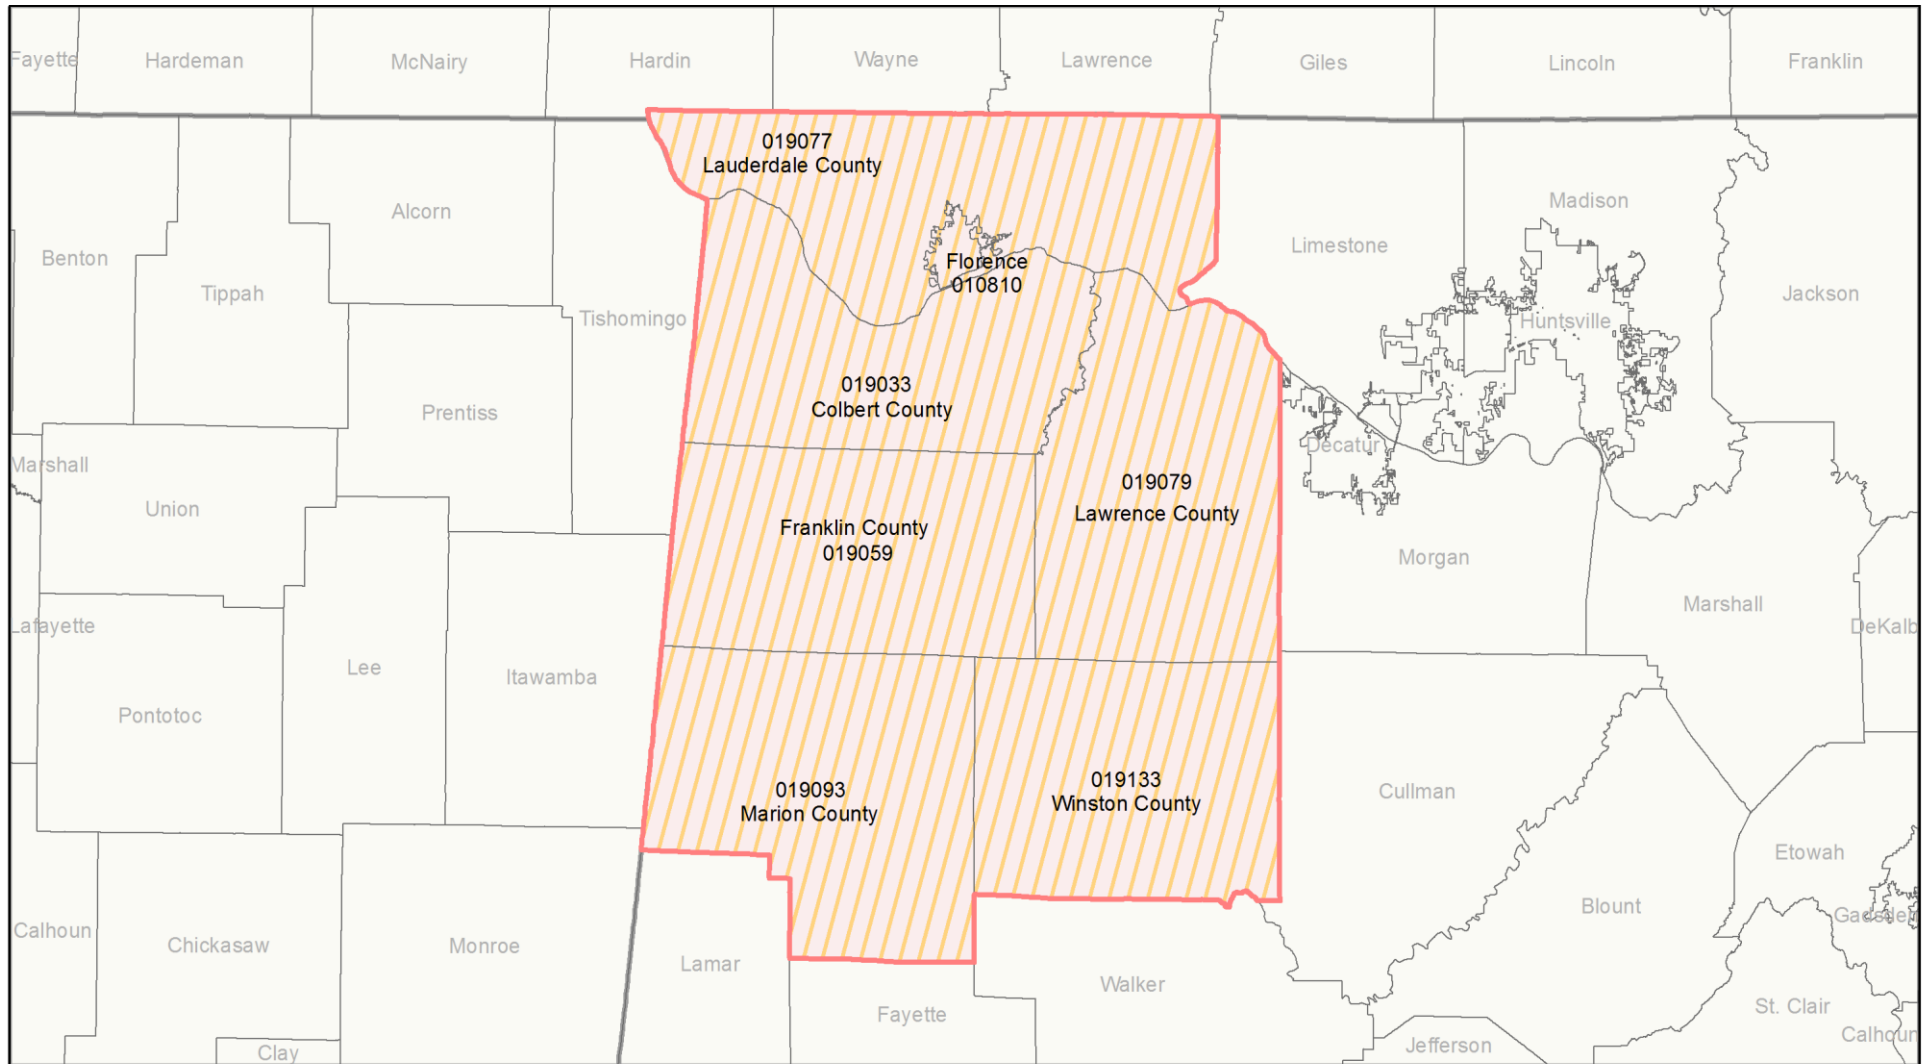 Fayette
Hardeman
McNairy
Hardin
Wayne
Lawrence
Giles
Lincoln
Franklin
019077
Lauderdale County
Alcorn
Madison
Benton
Limestone
Florence
010810
Tippah
Jackson
Tishomingo
Huntsville
019033
Colbert County
Prentiss
Decatur
Marshall
019079
Lawrence County
Union
Franklin County
019059
Morgan
Marshall
Lafayette
DeKalb
Lee
Itawamba
Pontotoc
019093
Marion County
019133
Winston County
Cullman
Etowah
Blount
Gadsden
Calhoun
Chickasaw
Monroe
Lamar
Walker
Fayette
St. Clair
Calhoun
Jefferson
Clay